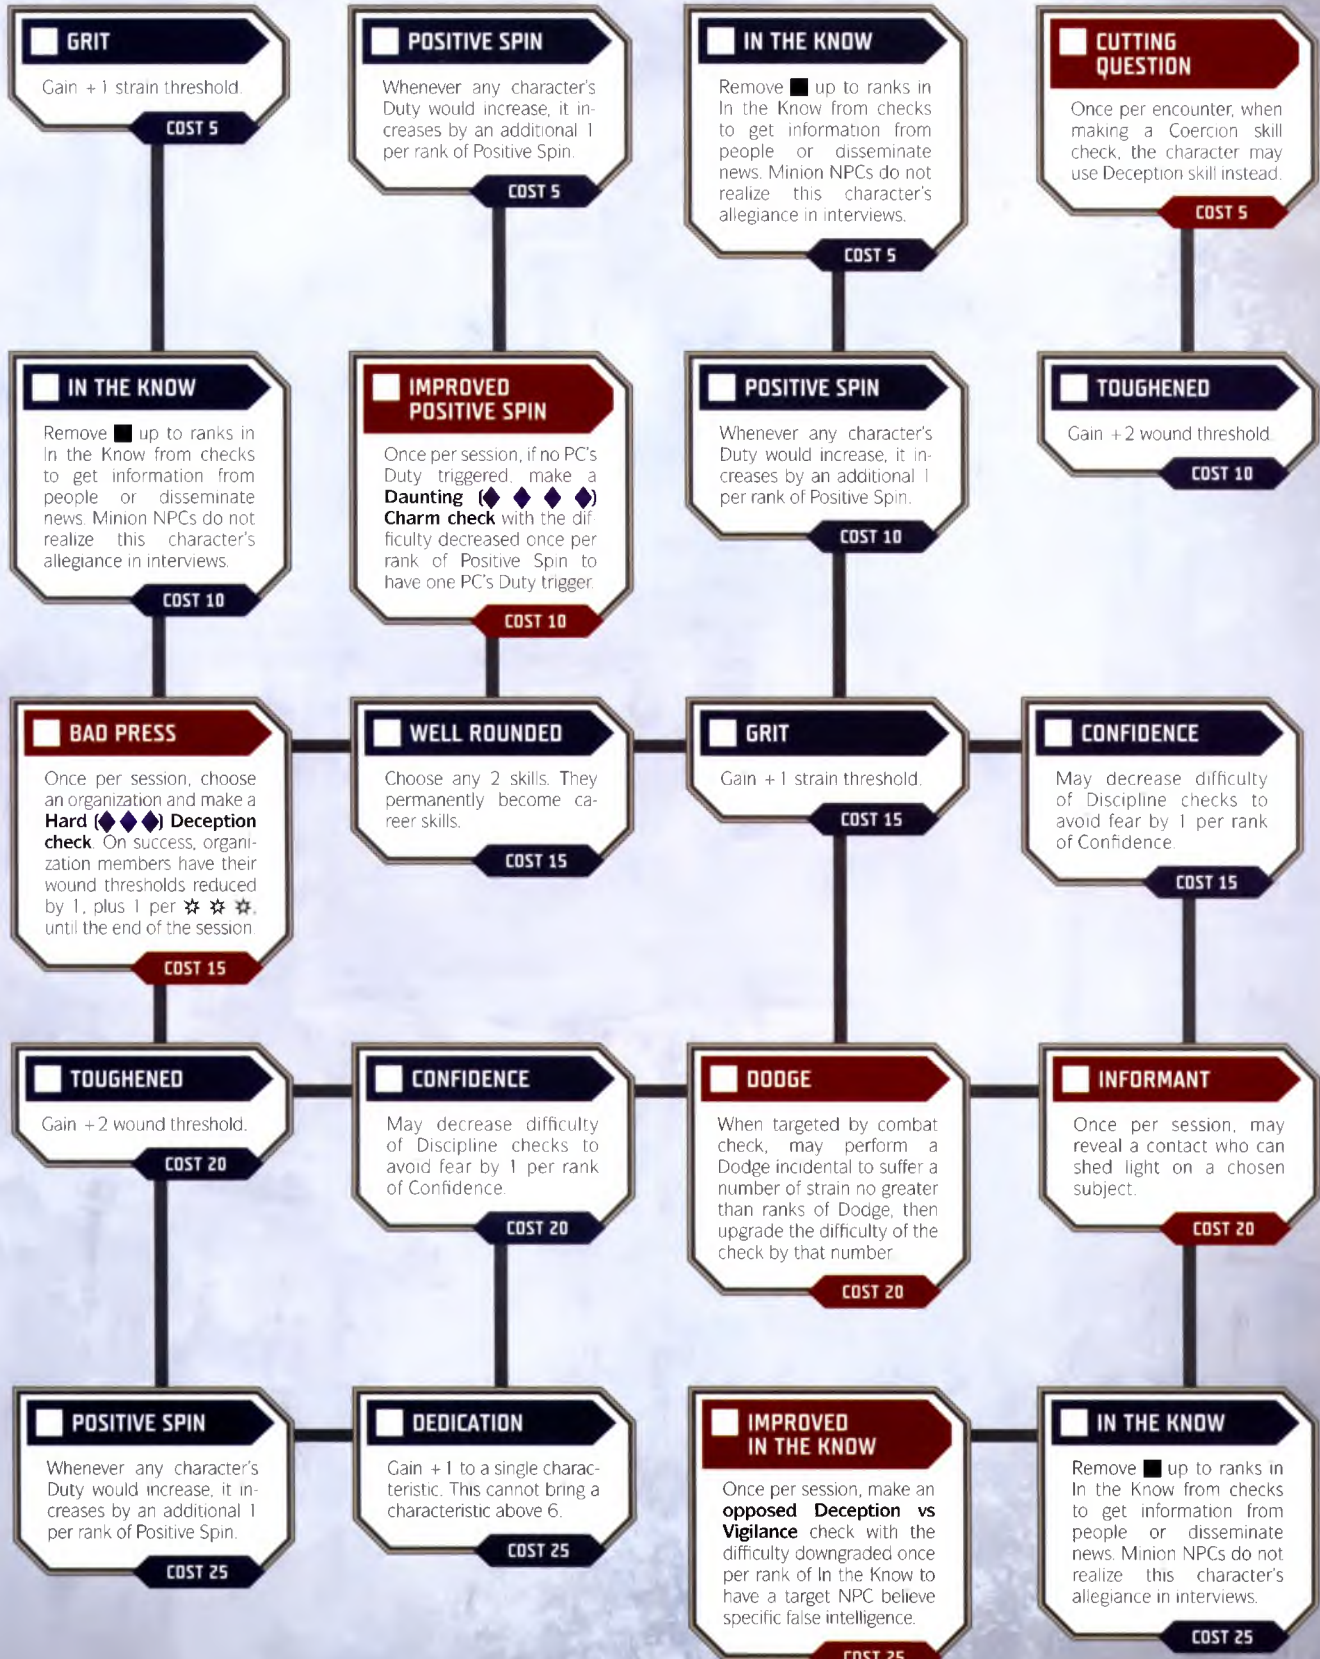 GRIT
Gain +1 strain threshold.
COST 5
POSITIVE SPIN
Whenever any character's
Duty would increase, it in-
creases by an additional 1
per rank of Positive Spin.
COST 5
IN THE KNOW
Remove ■ up to ranks in
In the Know from checks
to get information from
people or disseminate
news. Minion NPCs do not
realize this character's
allegiance in interviews.
COST 5
CUTTING
QUESTION
Once per encounter, when
making a Coercion skill
check, the character may
use Deception skill instead.
COST 5
IN THE KNOW
Remove ■ up to ranks in
In the Know from checks
to get information from
people or disseminate
news. Minion NPCs do not
realize this character's
allegiance in interviews.
COST 10
IMPROVED
POSITIVE SPIN
Once per session, if no PC's
Duty triggered, make a
Daunting (◆ ◆ ◆ ◆)
Charm check with the dif-
ficulty decreased once per
rank of Positive Spin to
have one PC's Duty trigger.
COST 10
POSITIVE SPIN
Whenever any character's
Duty would increase, it in-
creases by an additional 1
per rank of Positive Spin.
COST 10
TOUGHENED
Gain +2 wound threshold.
COST 10
BAD PRESS
Once per session, choose
an organization and make a
Hard (◆ ◆ ◆) Deception
check. On success, organi-
zation members have their
wound thresholds reduced
by 1, plus 1 per ✲ ✲ ✲,
until the end of the session.
COST 15
WELL ROUNDED
Choose any 2 skills. They
permanently become ca-
reer skills.
COST 15
GRIT
Gain +1 strain threshold.
COST 15
CONFIDENCE
May decrease difficulty
of Discipline checks to
avoid fear by 1 per rank
of Confidence.
COST 15
TOUGHENED
Gain +2 wound threshold.
COST 20
CONFIDENCE
May decrease difficulty
of Discipline checks to
avoid fear by 1 per rank
of Confidence.
COST 20
DODGE
When targeted by combat
check, may perform a
Dodge incidental to suffer a
number of strain no greater
than ranks of Dodge, then
upgrade the difficulty of the
check by that number.
COST 20
INFORMANT
Once per session, may
reveal a contact who can
shed light on a chosen
subject.
COST 20
POSITIVE SPIN
Whenever any character's
Duty would increase, it in-
creases by an additional 1
per rank of Positive Spin.
COST 25
DEDICATION
Gain +1 to a single charac-
teristic. This cannot bring a
characteristic above 6.
COST 25
IMPROVED
IN THE KNOW
Once per session, make an
opposed Deception vs
Vigilance check with the
difficulty downgraded once
per rank of In the Know to
have a target NPC believe
specific false intelligence.
COST 25
IN THE KNOW
Remove ■ up to ranks in
In the Know from checks
to get information from
people or disseminate
news. Minion NPCs do not
realize this character's
allegiance in interviews.
COST 25